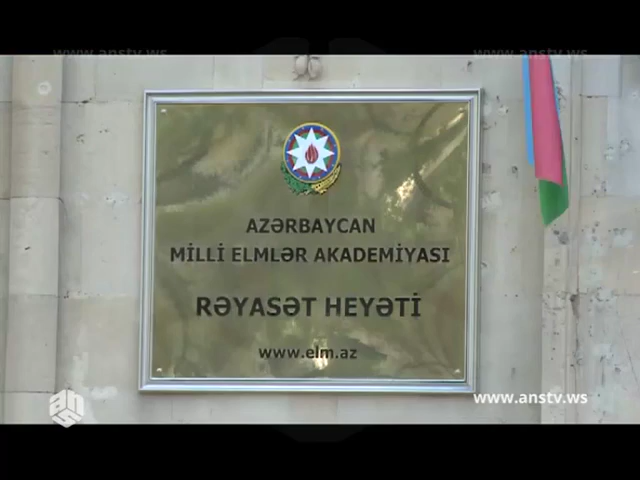 www.anstv.ws www.anstv.ws
AZƏRBAYCAN
MİLLİ ELMLƏR AKADEMİYASI
RƏYASƏT HEYƏTİ
www.elm.az
ans www.anstv.ws